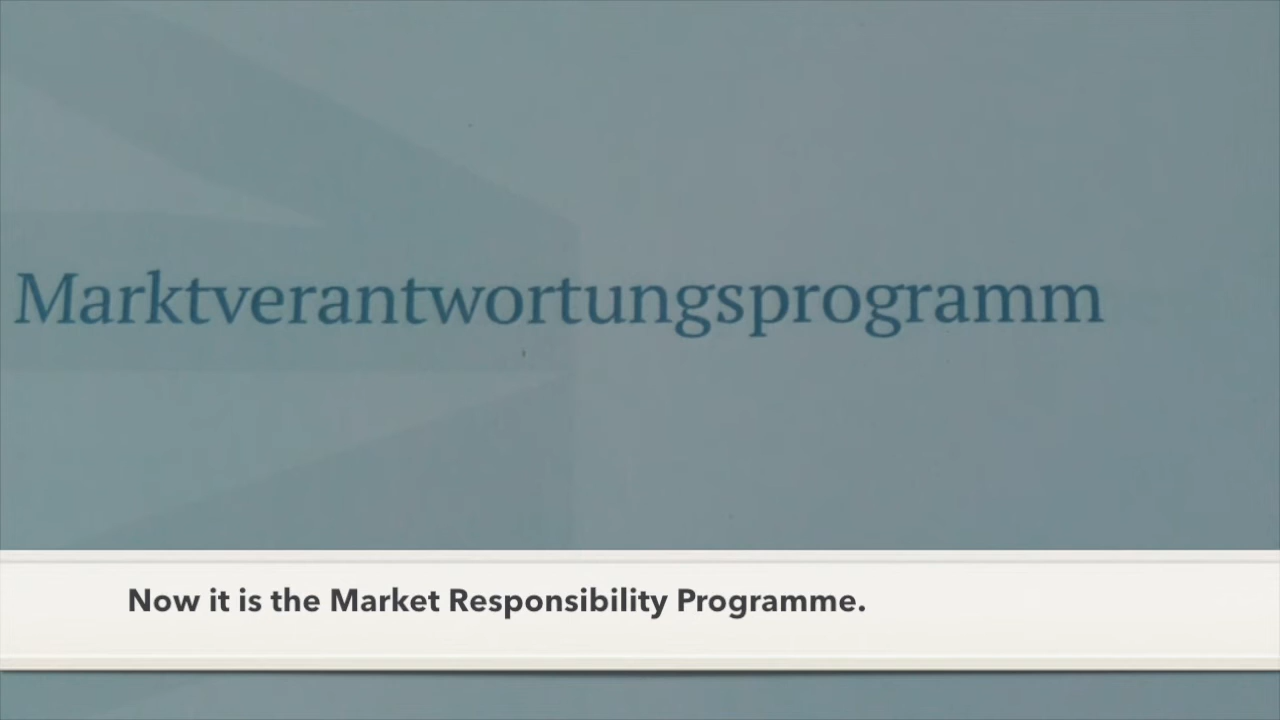 Marktverantwortungsprogramm
Now it is the Market Responsibility Programme.